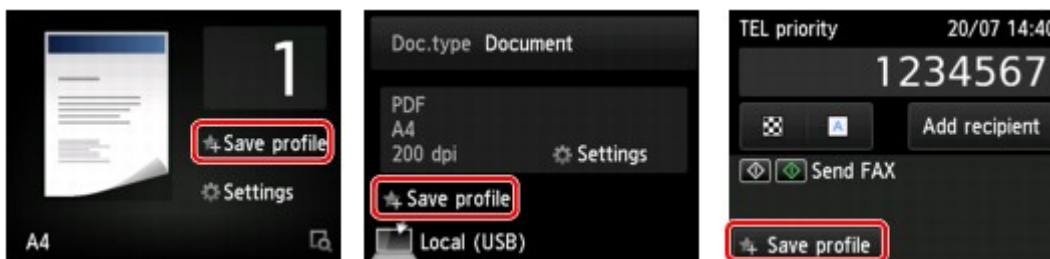 1
Save profile
Settings
A4
Doc.type Document
PDF
A4
200 dpi
Settings
Save profile
Local (USB)
TEL priority 20/07 14:40
1234567
A Add recipient
Send FAX
Save profile